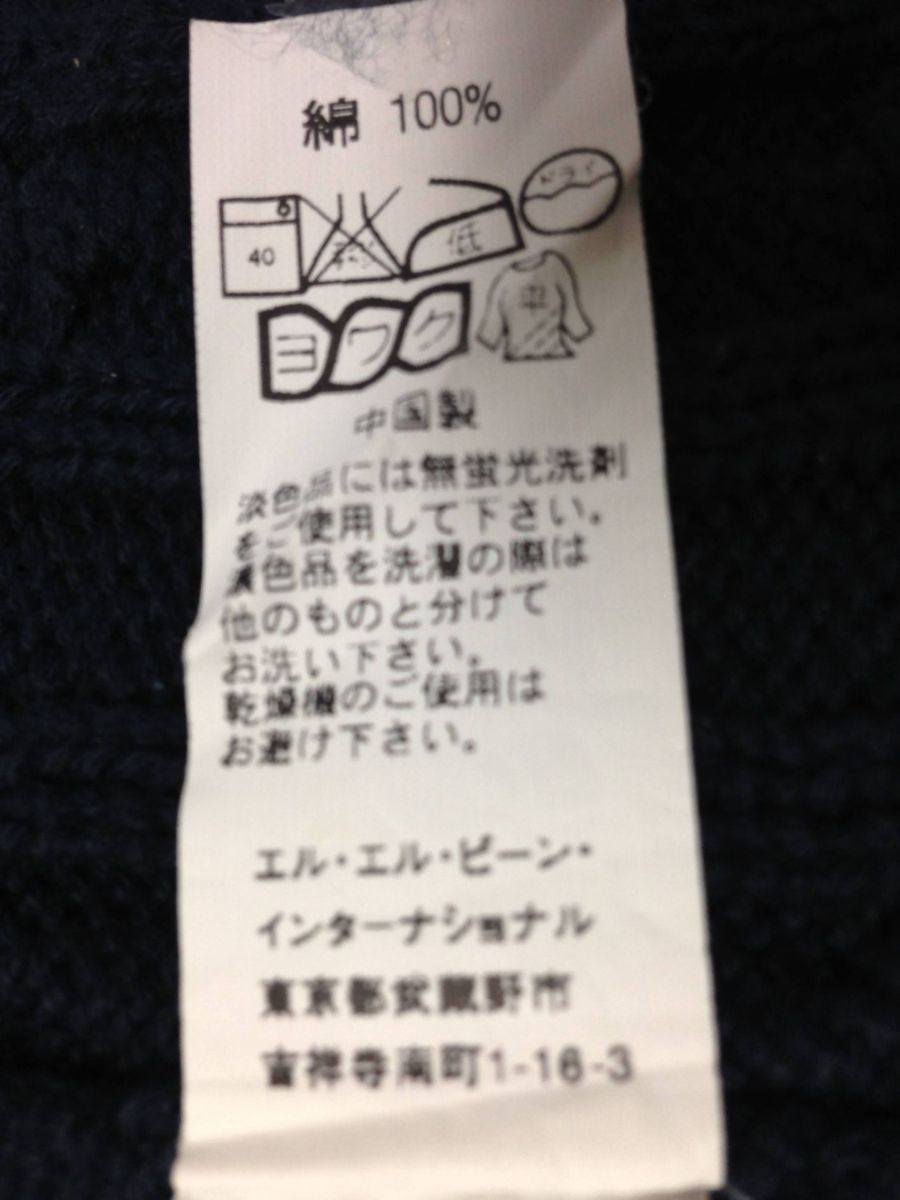 綿 100%
40
低
ドライ
ヨワク
平
中国製
淡色品には無蛍光洗剤
をご使用して下さい。
濃色品を洗濯の際は
他のものと分けて
お洗い下さい。
乾燥機のご使用は
お避け下さい。
エル・エル・ビーン・
インターナショナル
東京都武蔵野市
吉祥寺南町1-16-3